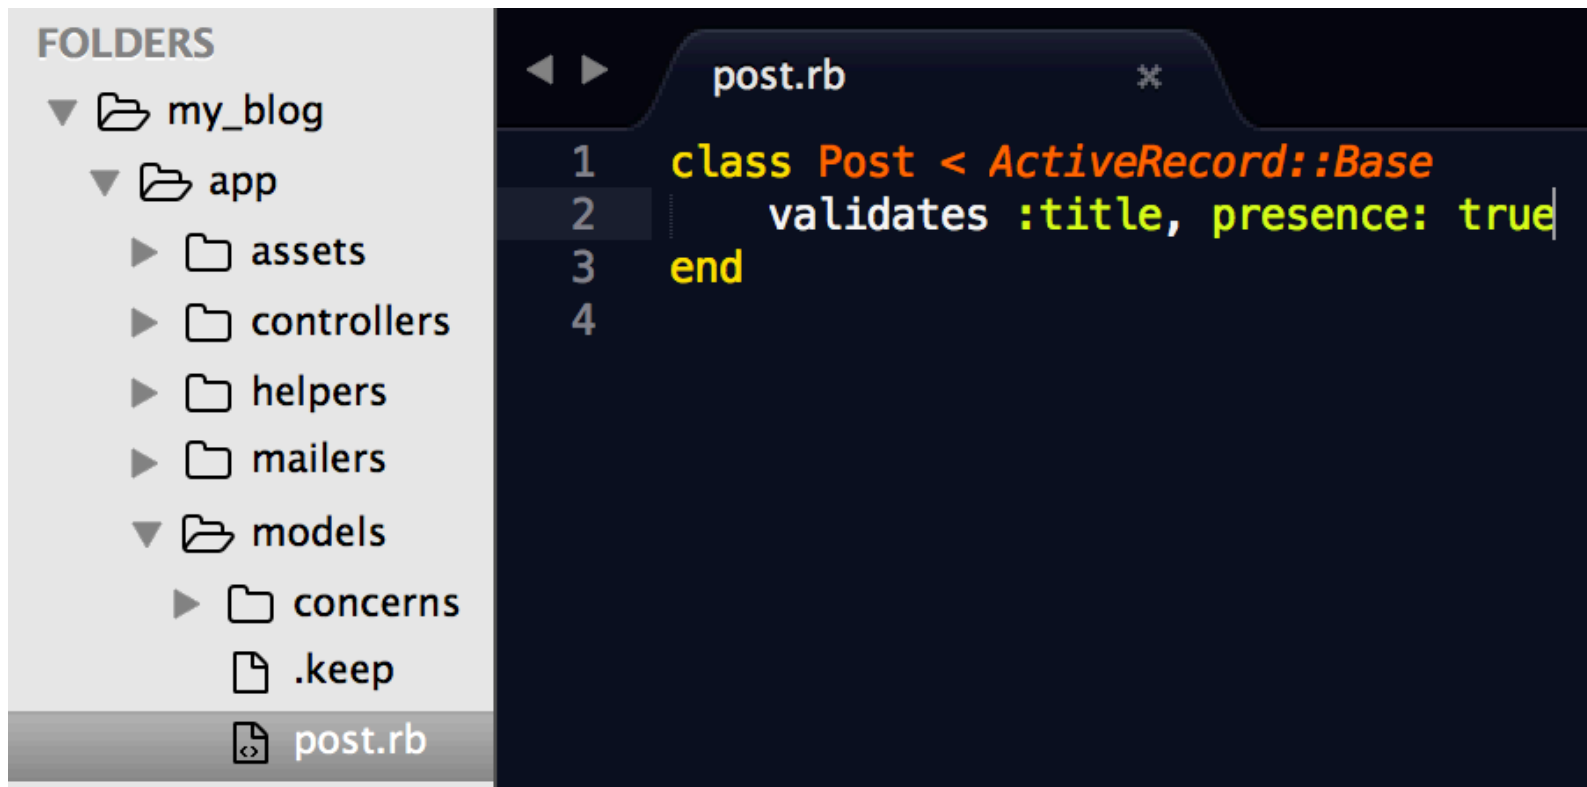 FOLDERS
my_blog
app
assets
controllers
helpers
mailers
models
concerns
.keep
post.rb
post.rb
1 class Post < ActiveRecord::Base
2 validates :title, presence: true
3 end
4